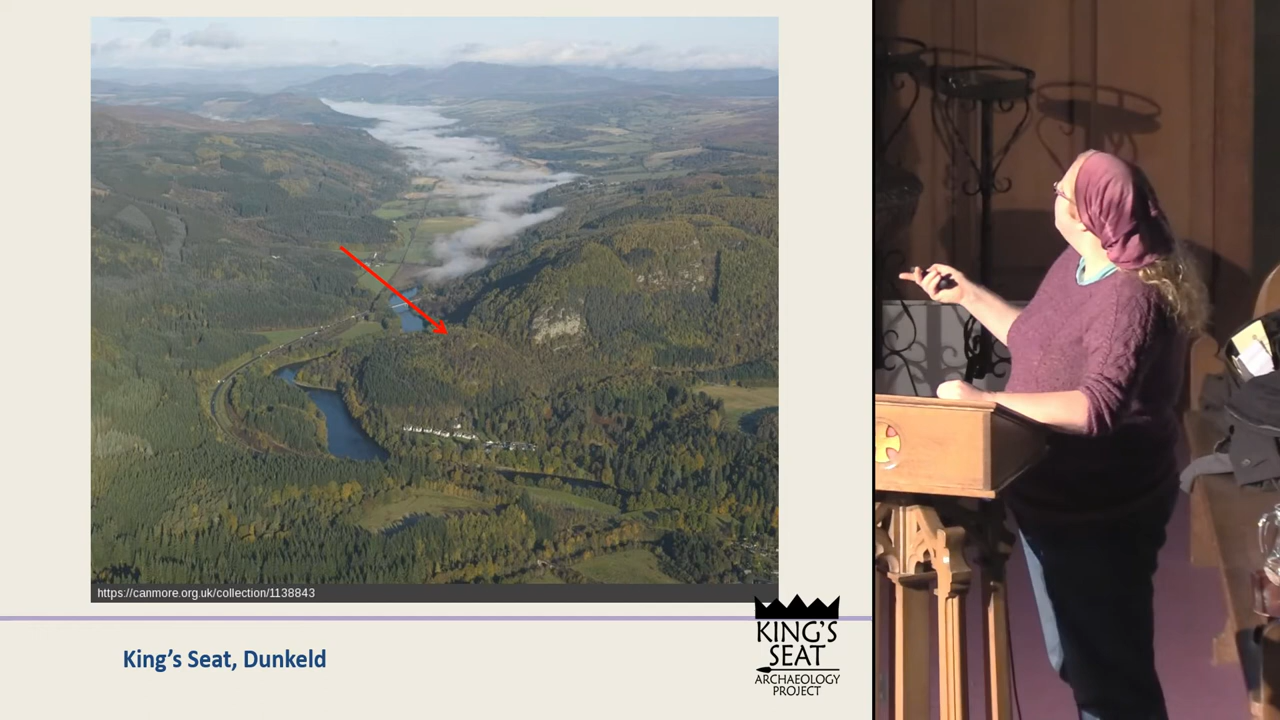 https://canmore.org.uk/collection/1138843
King's Seat, Dunkeld
KING'S
SEAT
ARCHAEOLOGY
PROJECT